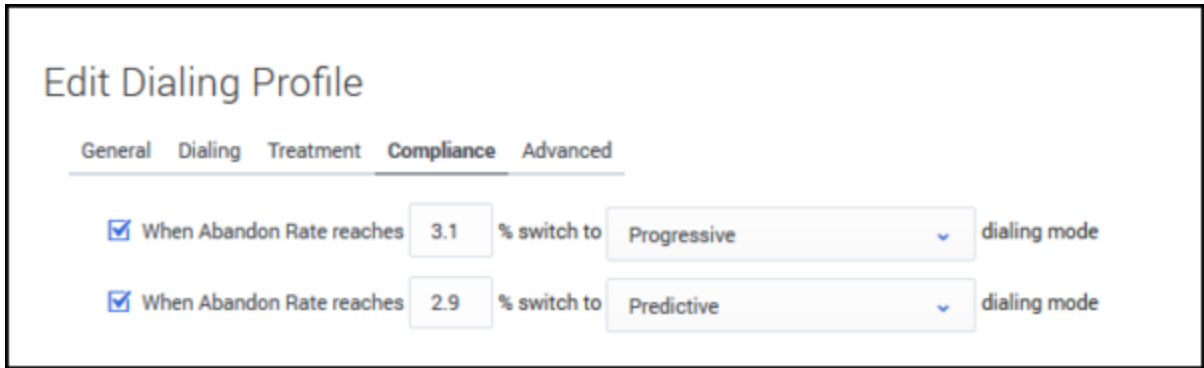 Edit Dialing Profile
General Dialing Treatment Compliance Advanced
When Abandon Rate reaches 3.1 % switch to Progressive dialing mode
When Abandon Rate reaches 2.9 % switch to Predictive dialing mode